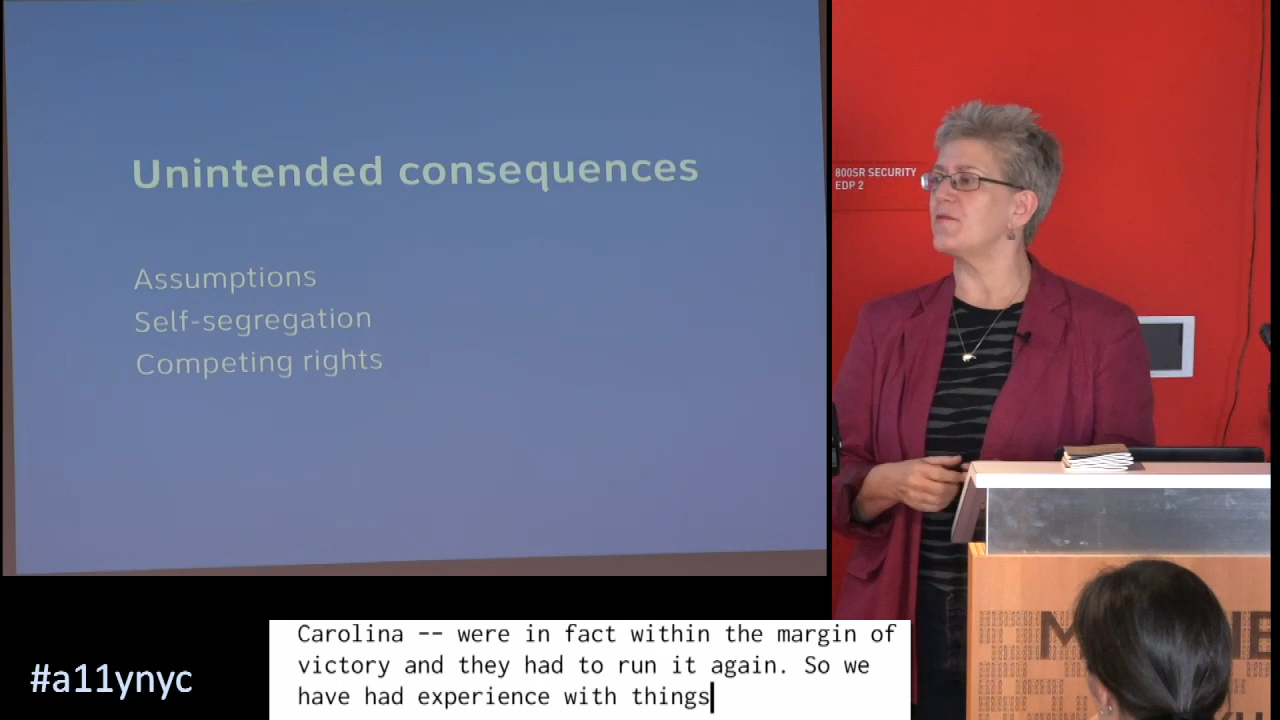 Unintended consequences
Assumptions
Self-segregation
Competing rights
800SR SECURITY
EDP 2
#a11ynyc
Carolina -- were in fact within the margin of
victory and they had to run it again. So we
have had experience with things